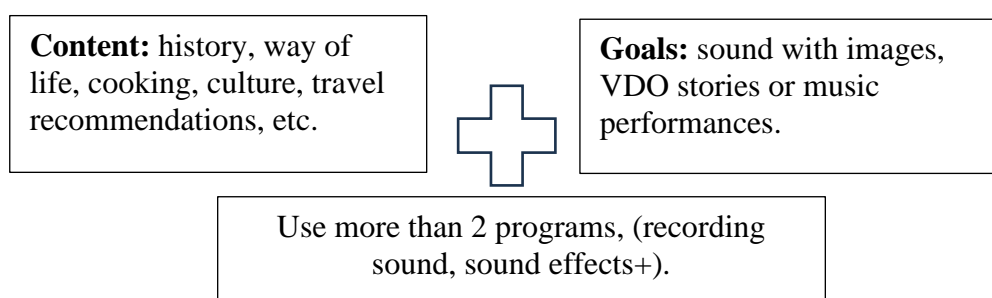 Content: history, way of
life, cooking, culture, travel
recommendations, etc.
Goals: sound with images,
VDO stories or music
performances.
Use more than 2 programs, (recording
sound, sound effects+).